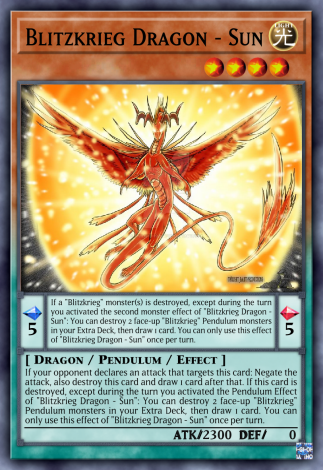 BLITZKRIEG DRAGON - SUN
LIGHT
光
If a "Blitzkrieg" monster(s) is destroyed, except during the turn
you activated the second monster effect of "Blitzkrieg Dragon -
Sun": You can destroy 2 face-up "Blitzkrieg" Pendulum monsters
in your Extra Deck, then draw 1 card. You can only use this effect
of "Blitzkrieg Dragon - Sun" once per turn.
5
5
[ DRAGON / PENDULUM / EFFECT ]
If your opponent declares an attack that targets this card: Negate the
attack, also destroy this card and draw 1 card after that. If this card is
destroyed, except during the turn you activated the Pendulum Effect
of "Blitzkrieg Dragon - Sun": You can destroy 2 face-up "Blitzkrieg"
Pendulum monsters in your Extra Deck, then draw 1 card. You can
only use this effect of "Blitzkrieg Dragon - Sun" once per turn.
ATK/2300 DEF/ 0